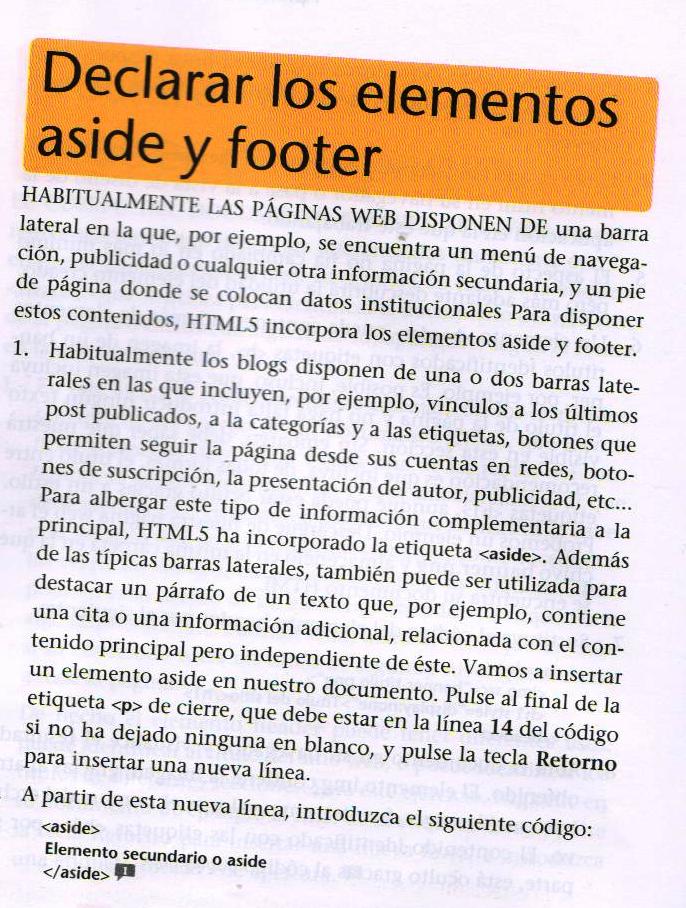 Declarar los elementos
aside y footer
HABITUALMENTE LAS PÁGINAS WEB DISPONEN DE una barra
lateral en la que, por ejemplo, se encuentra un menú de navega-
ción, publicidad o cualquier otra información secundaria, y un pie
de página donde se colocan datos institucionales Para disponer
estos contenidos, HTML5 incorpora los elementos aside y footer.
1. Habitualmente los blogs disponen de una o dos barras late-
rales en las que incluyen, por ejemplo, vínculos a los últimos
post publicados, a la categorías y a las etiquetas, botones que
permiten seguir la página desde sus cuentas en redes, boto-
nes de suscripción, la presentación del autor, publicidad, etc...
Para albergar este tipo de información complementaria a la
principal, HTML5 ha incorporado la etiqueta <aside>. Además
de las típicas barras laterales, también puede ser utilizada para
destacar un párrafo de un texto que, por ejemplo, contiene
una cita o una información adicional, relacionada con el con-
tenido principal pero independiente de éste. Vamos a insertar
un elemento aside en nuestro documento. Pulse al final de la
etiqueta <p> de cierre, que debe estar en la línea 14 del código
si no ha dejado ninguna en blanco, y pulse la tecla Retorno
para insertar una nueva línea.
A partir de esta nueva línea, introduzca el siguiente código:
<aside>
Elemento secundario o aside
</aside> 1